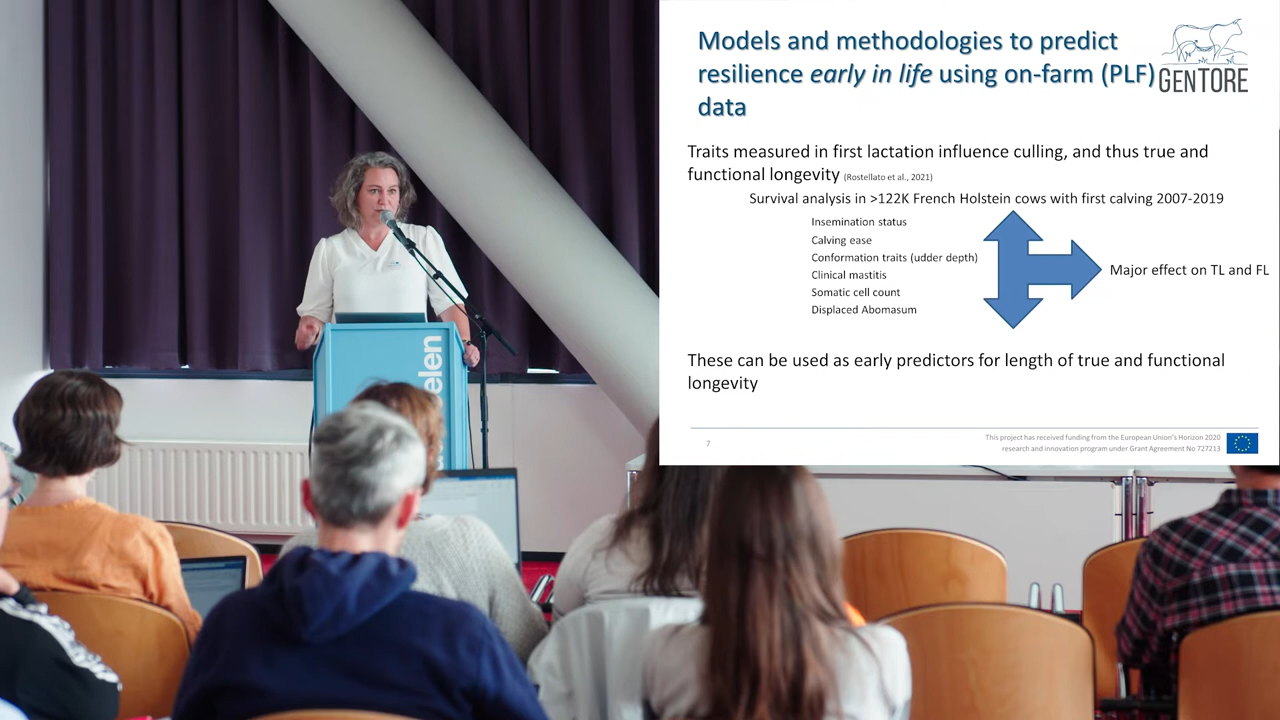 Models and methodologies to predict
resilience early in life using on-farm (PLF)
data
GENTORE
Traits measured in first lactation influence culling, and thus true and
functional longevity (Rostellato et al., 2021)
Survival analysis in >122K French Holstein cows with first calving 2007-2019
Insemination status
Calving ease
Conformation traits (udder depth)
Clinical mastitis
Somatic cell count
Displaced Abomasum
Major effect on TL and FL
These can be used as early predictors for length of true and functional
longevity
7
This project has received funding from the European Union's Horizon 2020
research and innovation program under Grant Agreement No 727213
elen